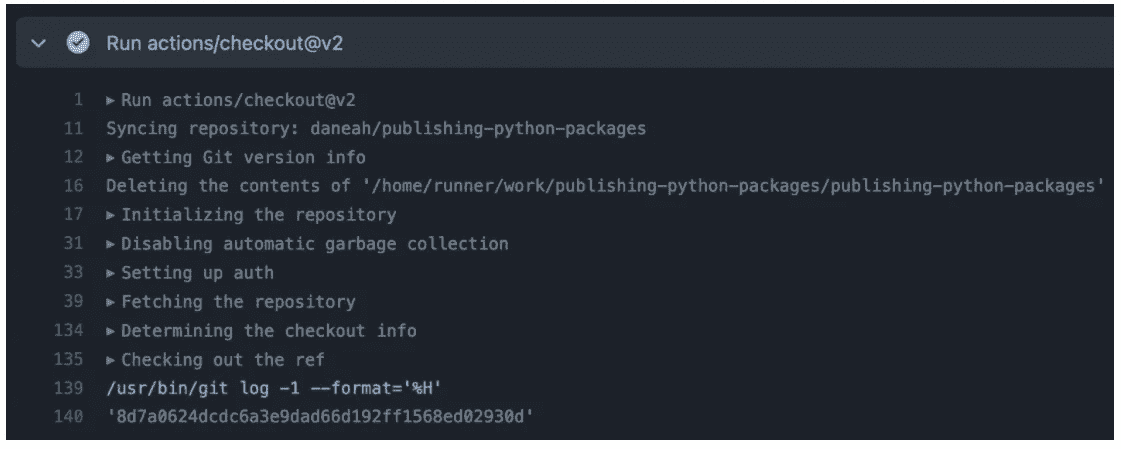 Run actions/checkout@v2
1 ▸ Run actions/checkout@v2
11 Syncing repository: daneah/publishing-python-packages
12 ▸ Getting Git version info
16 Deleting the contents of '/home/runner/work/publishing-python-packages/publishing-python-packages'
17 ▸ Initializing the repository
31 ▸ Disabling automatic garbage collection
33 ▸ Setting up auth
39 ▸ Fetching the repository
134 ▸ Determining the checkout info
135 ▸ Checking out the ref
139 /usr/bin/git log -1 --format='%H'
140 '8d7a0624dcdc6a3e9dad66d192ff1568ed02930d'